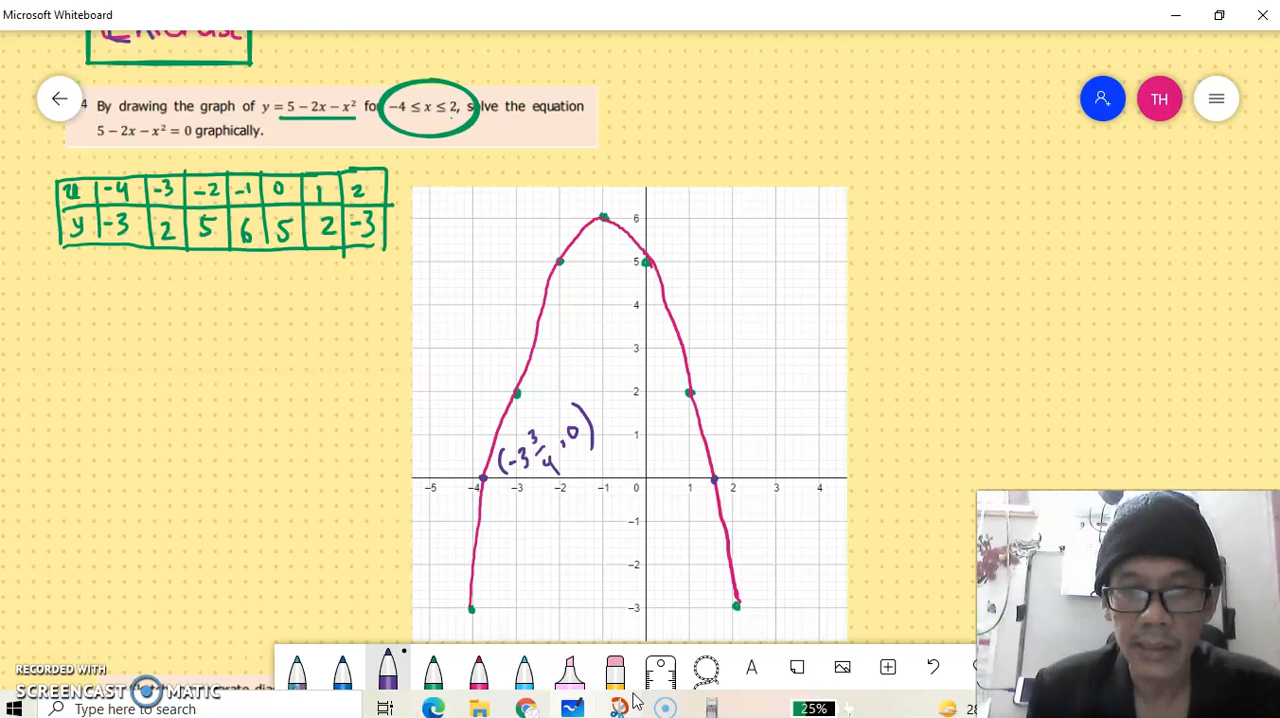 Microsoft Whiteboard
Exercise
4 By drawing the graph of y = 5 − 2x − x² for −4 ≤ x ≤ 2, solve the equation
5 − 2x − x² = 0 graphically.
TH
x -4 -3 -2 -1 0 1 2
y -3 2 5 6 5 2 -3
6
5
4
3
2
1
(-3 3/4, 0)
−5 −4 −3 −2 −1 0 1 2 3 4
−1
−2
−3
A
RECORDED WITH
SCREENCAST MATIC
Type here to search
25%
28